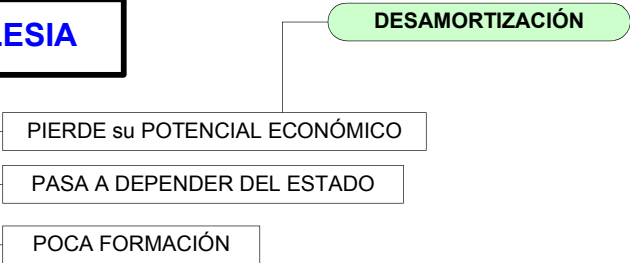 LESIA
DESAMORTIZACIÓN
PIERDE su POTENCIAL ECONÓMICO
PASA A DEPENDER DEL ESTADO
POCA FORMACIÓN